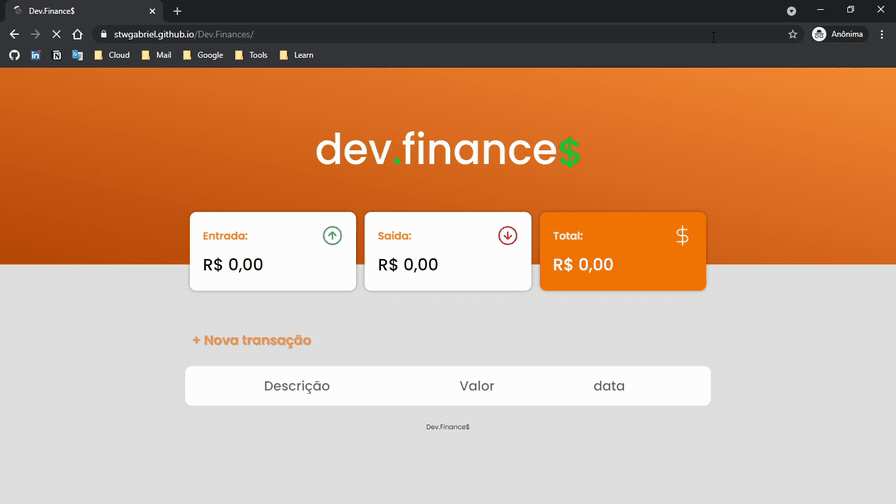 Dev.Finance$
stwgabriel.github.io/Dev.Finances/
Anônima
Cloud Mail Google Tools Learn
dev.finance$
Entrada: Saída: Total:
R$ 0,00 R$ 0,00 R$ 0,00
+ Nova transação
Descrição Valor data
Dev.Finance$